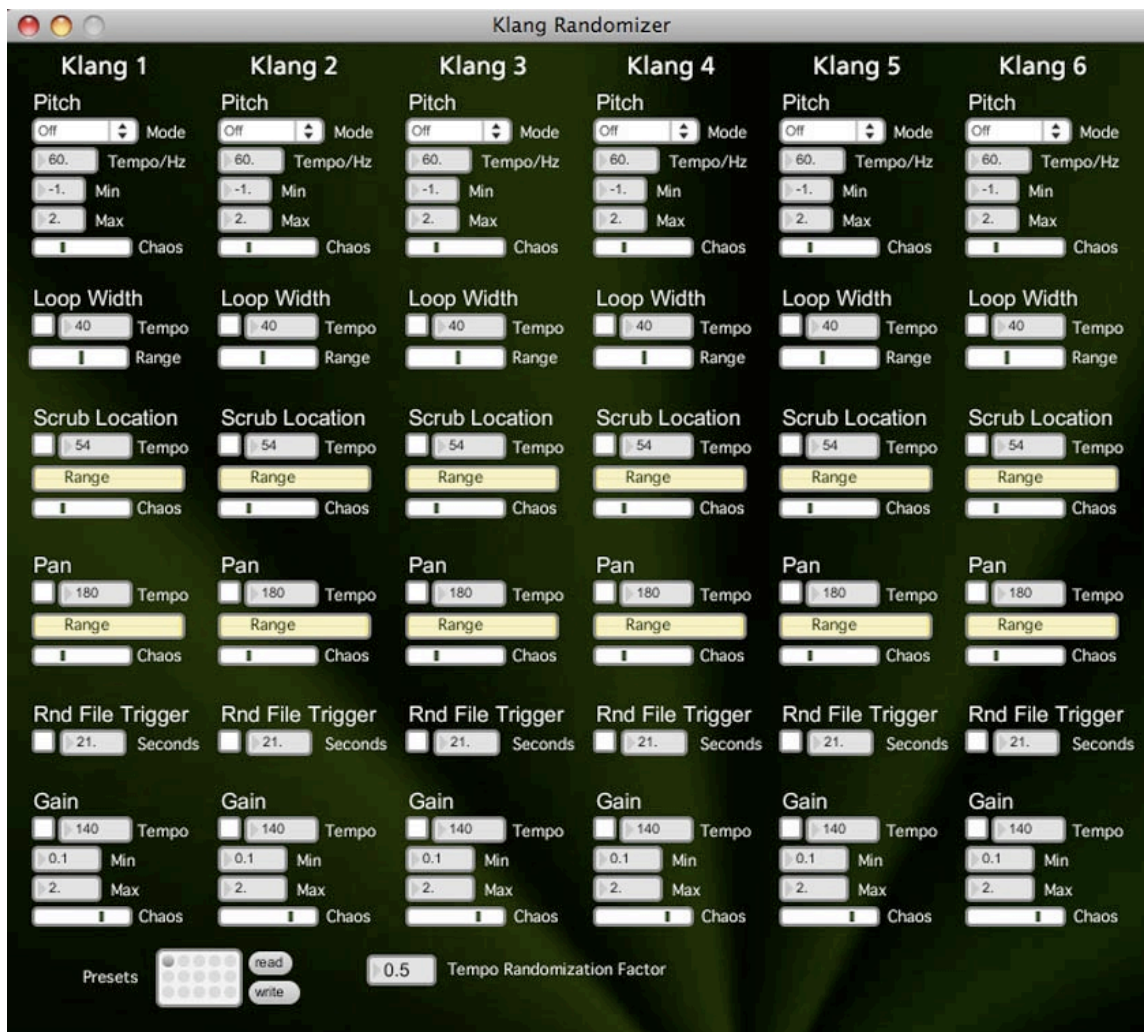 Klang Randomizer
Klang 1 Klang 2 Klang 3 Klang 4 Klang 5 Klang 6
Pitch Pitch Pitch Pitch Pitch Pitch
Off Mode Off Mode Off Mode Off Mode Off Mode Off Mode
60. Tempo/Hz 60. Tempo/Hz 60. Tempo/Hz 60. Tempo/Hz 60. Tempo/Hz 60. Tempo/Hz
-1. Min -1. Min -1. Min -1. Min -1. Min -1. Min
2. Max 2. Max 2. Max 2. Max 2. Max 2. Max
Chaos Chaos Chaos Chaos Chaos Chaos
Loop Width Loop Width Loop Width Loop Width Loop Width Loop Width
40 Tempo 40 Tempo 40 Tempo 40 Tempo 40 Tempo 40 Tempo
Range Range Range Range Range Range
Scrub Location Scrub Location Scrub Location Scrub Location Scrub Location Scrub Location
54 Tempo 54 Tempo 54 Tempo 54 Tempo 54 Tempo 54 Tempo
Range Range Range Range Range Range
Chaos Chaos Chaos Chaos Chaos Chaos
Pan Pan Pan Pan Pan Pan
180 Tempo 180 Tempo 180 Tempo 180 Tempo 180 Tempo 180 Tempo
Range Range Range Range Range Range
Chaos Chaos Chaos Chaos Chaos Chaos
Rnd File Trigger Rnd File Trigger Rnd File Trigger Rnd File Trigger Rnd File Trigger Rnd File Trigger
21. Seconds 21. Seconds 21. Seconds 21. Seconds 21. Seconds 21. Seconds
Gain Gain Gain Gain Gain Gain
140 Tempo 140 Tempo 140 Tempo 140 Tempo 140 Tempo 140 Tempo
0.1 Min 0.1 Min 0.1 Min 0.1 Min 0.1 Min 0.1 Min
2. Max 2. Max 2. Max 2. Max 2. Max 2. Max
Chaos Chaos Chaos Chaos Chaos Chaos
Presets read write 0.5 Tempo Randomization Factor